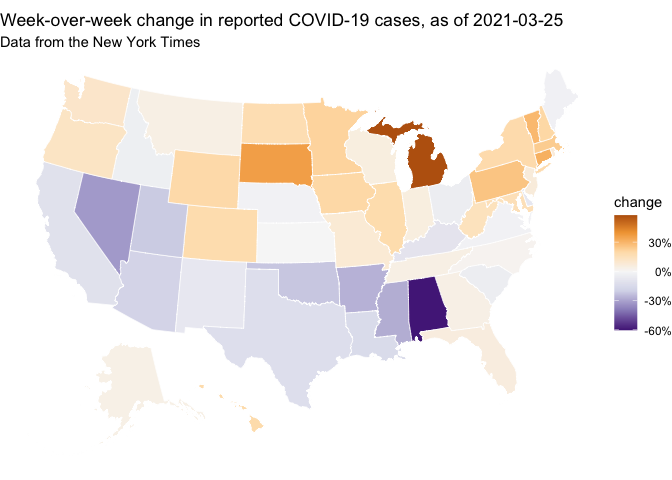 Week-over-week change in reported COVID-19 cases, as of 2021-03-25
Data from the New York Times
change
30%
0%
-30%
-60%